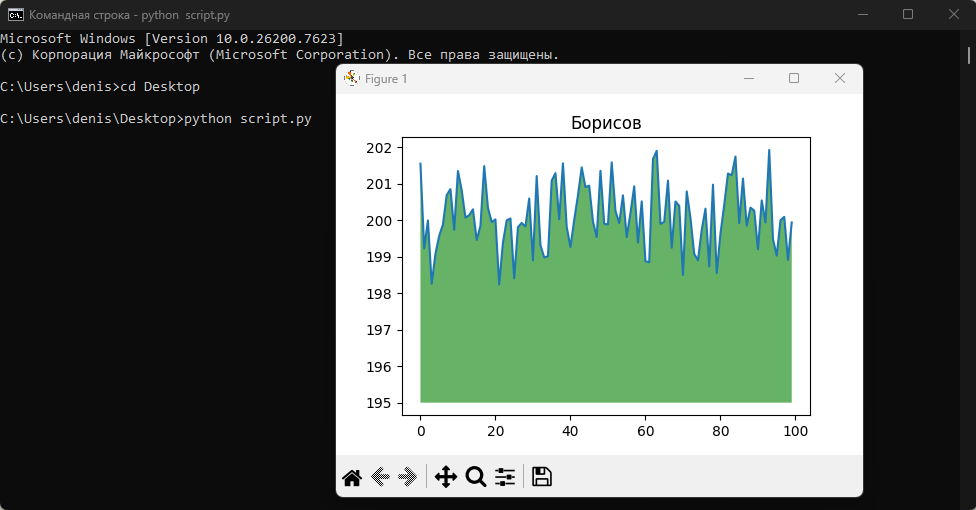 Командная строка - python  script.py
Microsoft Windows [Version 10.0.26200.7623]
(c) Корпорация Майкрософт (Microsoft Corporation). Все права защищены.
C:\Users\denis>cd Desktop
C:\Users\denis\Desktop>python script.py
Figure 1
Борисов
202
201
200
199
198
197
196
195
0 20 40 60 80 100